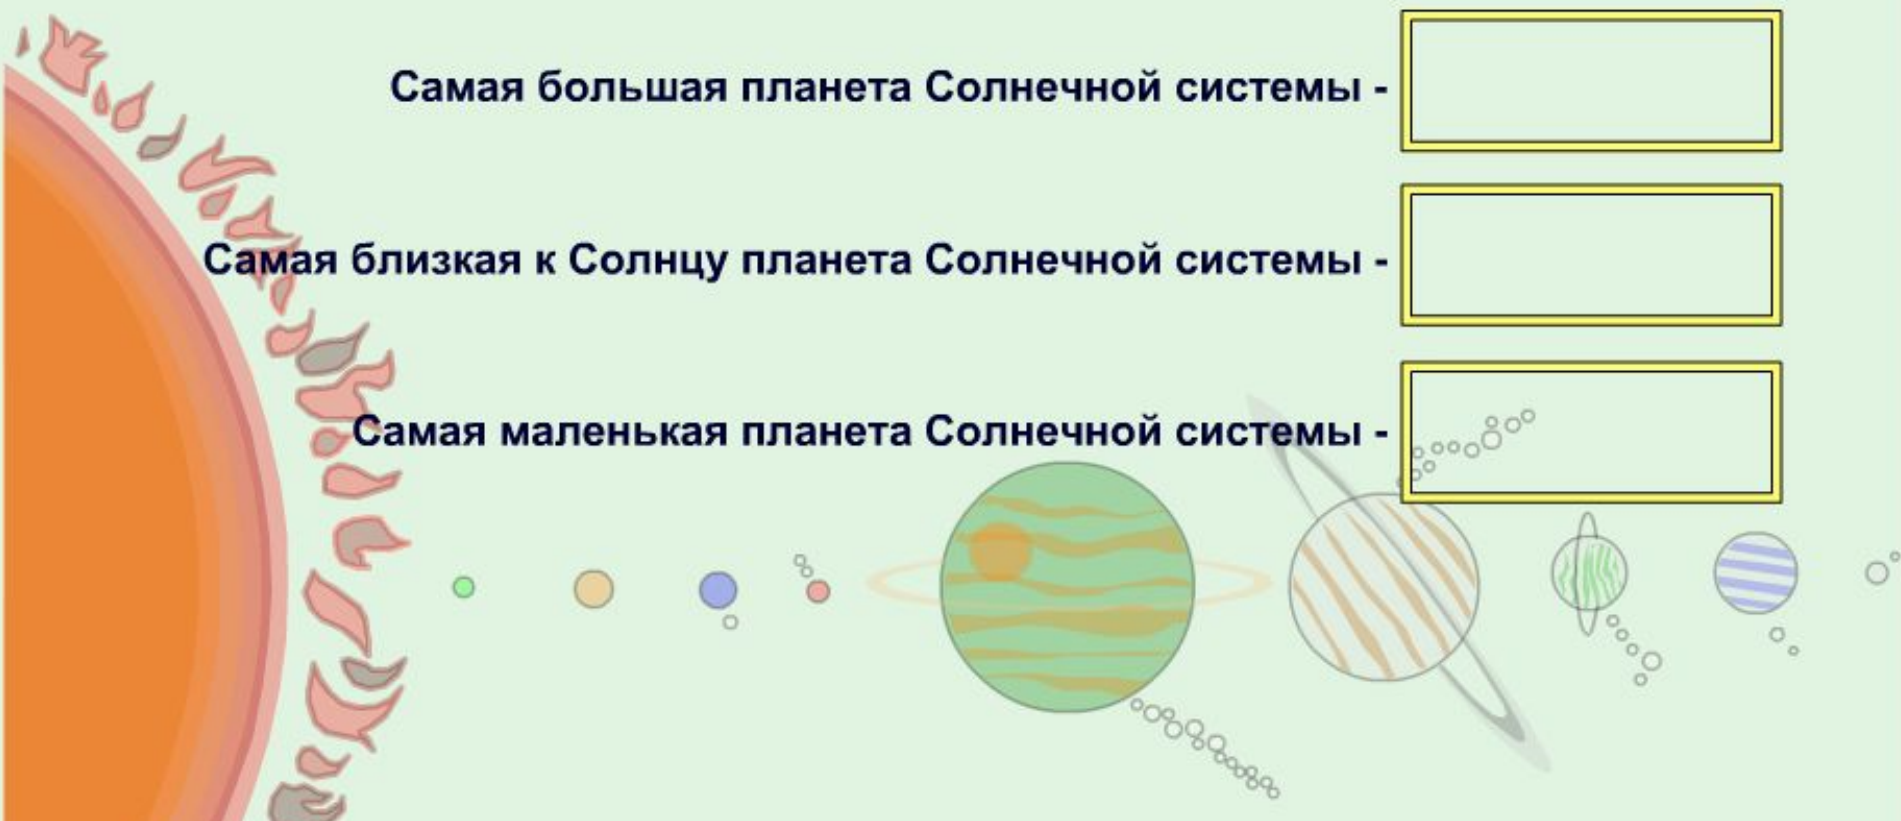 Самая большая планета Солнечной системы -
Самая близкая к Солнцу планета Солнечной системы -
Самая маленькая планета Солнечной системы -